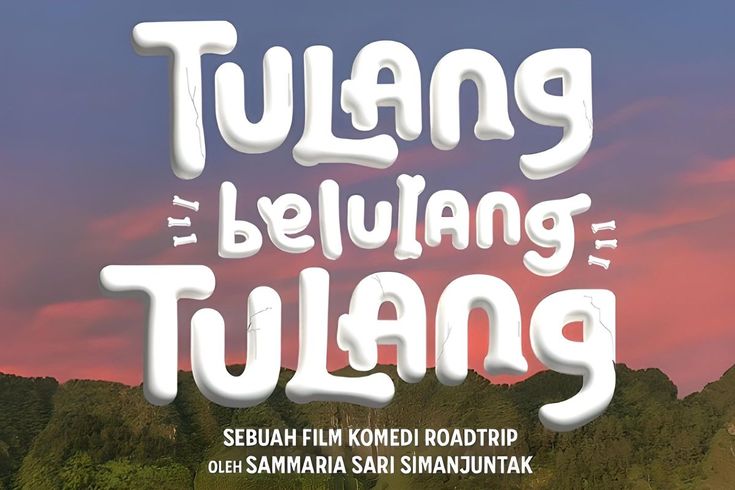 TULANG
belulang
TULANG
SEBUAH FILM KOMEDI ROADTRIP
OLEH SAMMARIA SARI SIMANJUNTAK